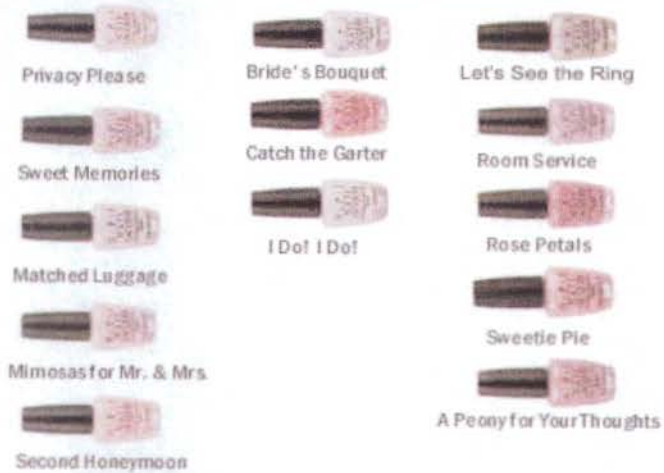 Privacy Please
Bride's Bouquet
Let's See the Ring
Sweet Memories
Catch the Garter
Room Service
Matched Luggage
I Do! I Do!
Rose Petals
Mimosas for Mr. & Mrs.
Sweetie Pie
Second Honeymoon
A Peony for Your Thoughts